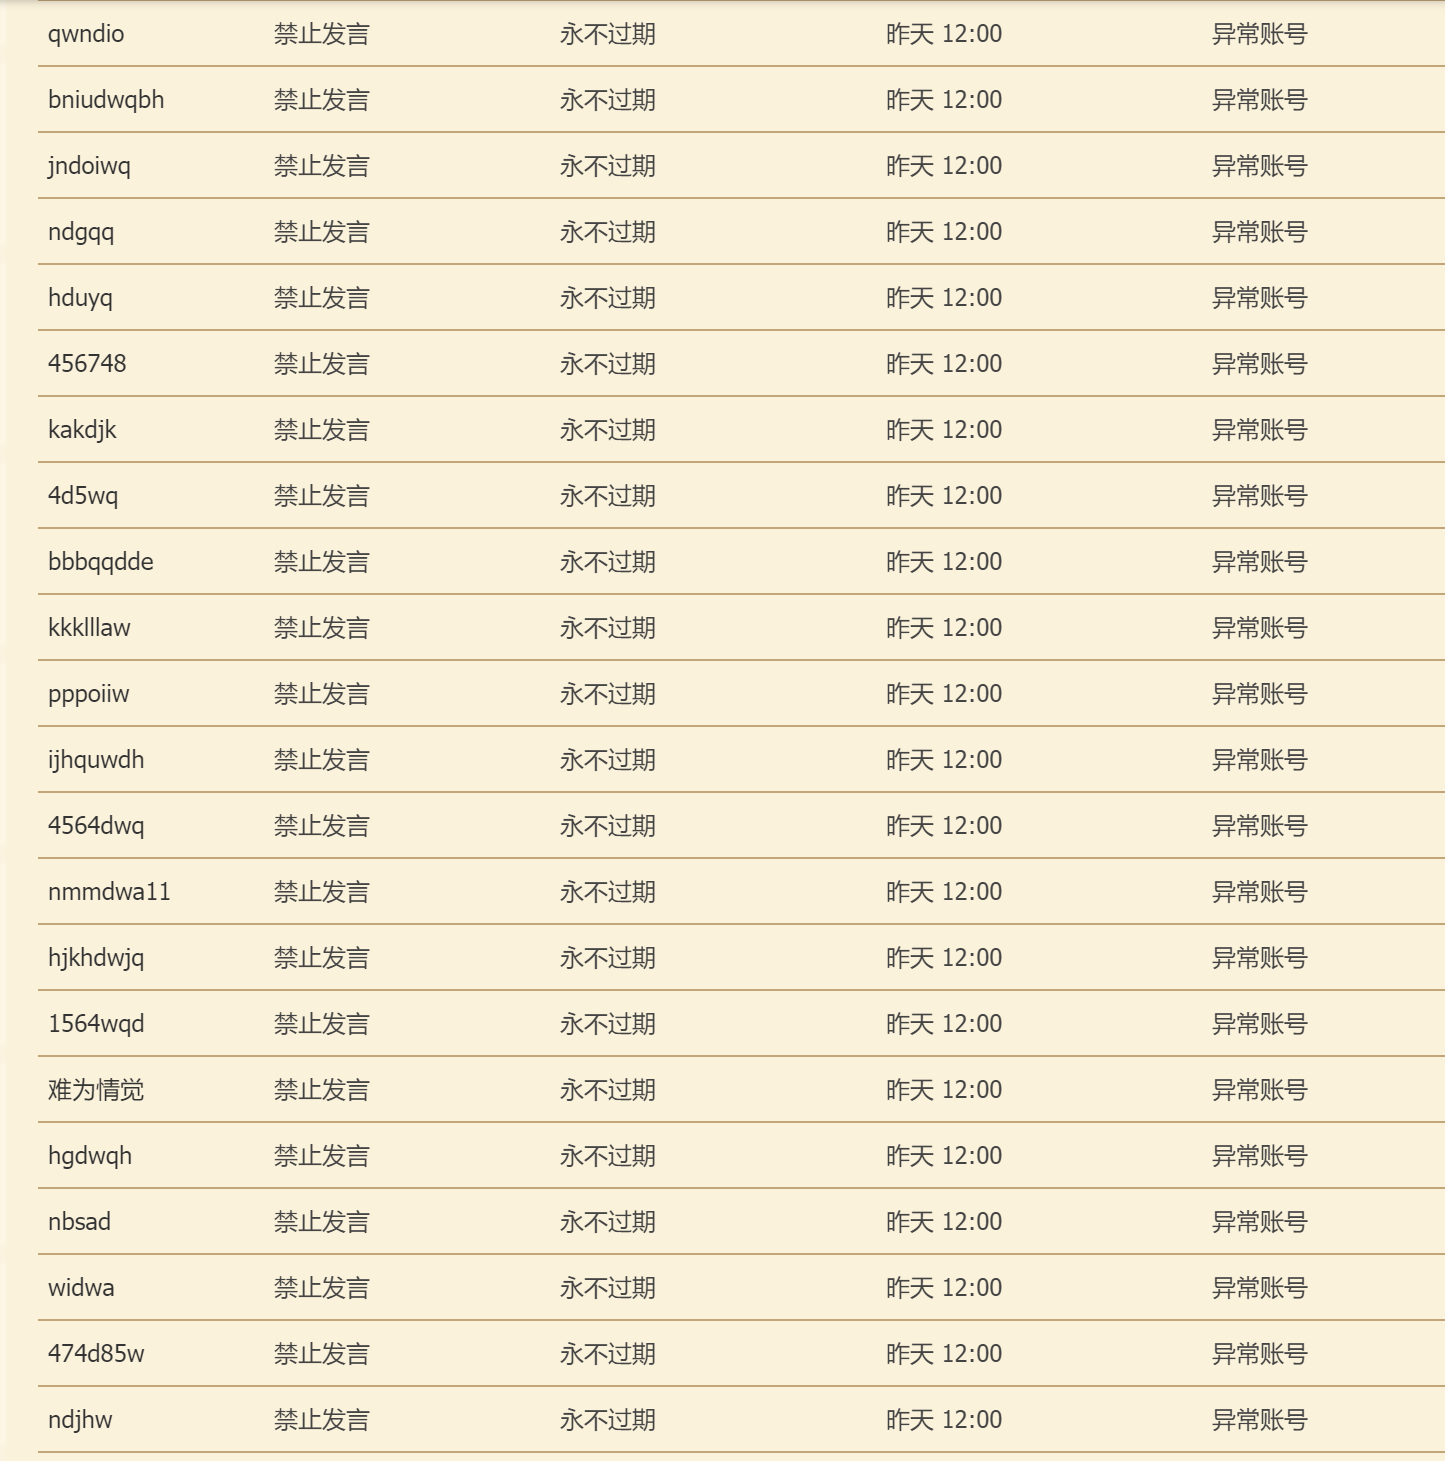 qwndio 禁止发言 永不过期 昨天 12:00 异常账号
bniudwqbh 禁止发言 永不过期 昨天 12:00 异常账号
jndoiwq 禁止发言 永不过期 昨天 12:00 异常账号
ndgqq 禁止发言 永不过期 昨天 12:00 异常账号
hduyq 禁止发言 永不过期 昨天 12:00 异常账号
456748 禁止发言 永不过期 昨天 12:00 异常账号
kakdjk 禁止发言 永不过期 昨天 12:00 异常账号
4d5wq 禁止发言 永不过期 昨天 12:00 异常账号
bbbqqdde 禁止发言 永不过期 昨天 12:00 异常账号
kkklllaw 禁止发言 永不过期 昨天 12:00 异常账号
pppoiiw 禁止发言 永不过期 昨天 12:00 异常账号
ijhquwdh 禁止发言 永不过期 昨天 12:00 异常账号
4564dwq 禁止发言 永不过期 昨天 12:00 异常账号
nmmdwa11 禁止发言 永不过期 昨天 12:00 异常账号
hjkhdwjq 禁止发言 永不过期 昨天 12:00 异常账号
1564wqd 禁止发言 永不过期 昨天 12:00 异常账号
难为情觉 禁止发言 永不过期 昨天 12:00 异常账号
hgdwqh 禁止发言 永不过期 昨天 12:00 异常账号
nbsad 禁止发言 永不过期 昨天 12:00 异常账号
widwa 禁止发言 永不过期 昨天 12:00 异常账号
474d85w 禁止发言 永不过期 昨天 12:00 异常账号
ndjhw 禁止发言 永不过期 昨天 12:00 异常账号